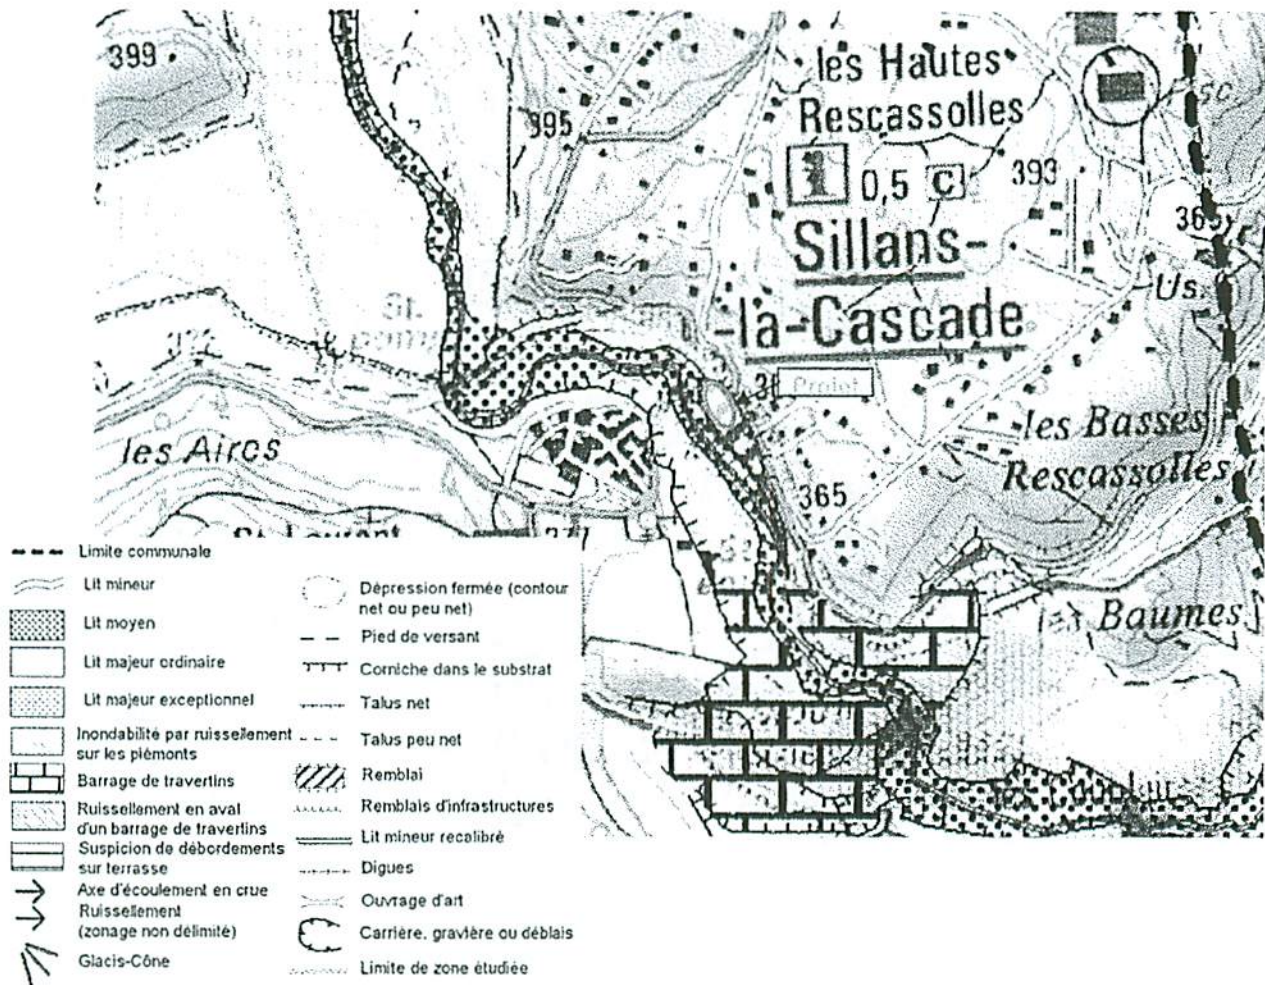 399
395
les Hautes
Rescassolles
0,5 C
393
Sillans-
-la-Cascade
365
Us.
St.
Projet
les Aires
les Basses
Rescassolles
365
Baumes
St-Laurent
Limite communale
Lit mineur
Lit moyen
Lit majeur ordinaire
Lit majeur exceptionnel
Inondabilité par ruissellement
sur les piémonts
Barrage de travertins
Ruissellement en aval
d'un barrage de travertins
Suspicion de débordements
sur terrasse
Axe d'écoulement en crue
Ruissellement
(zonage non délimité)
Glacis-Cône
Dépression fermée (contour
net ou peu net)
Pied de versant
Corniche dans le substrat
Talus net
Talus peu net
Remblai
Remblais d'infrastructures
Lit mineur recalibré
Digues
Ouvrage d'art
Carrière, gravière ou déblais
Limite de zone étudiée